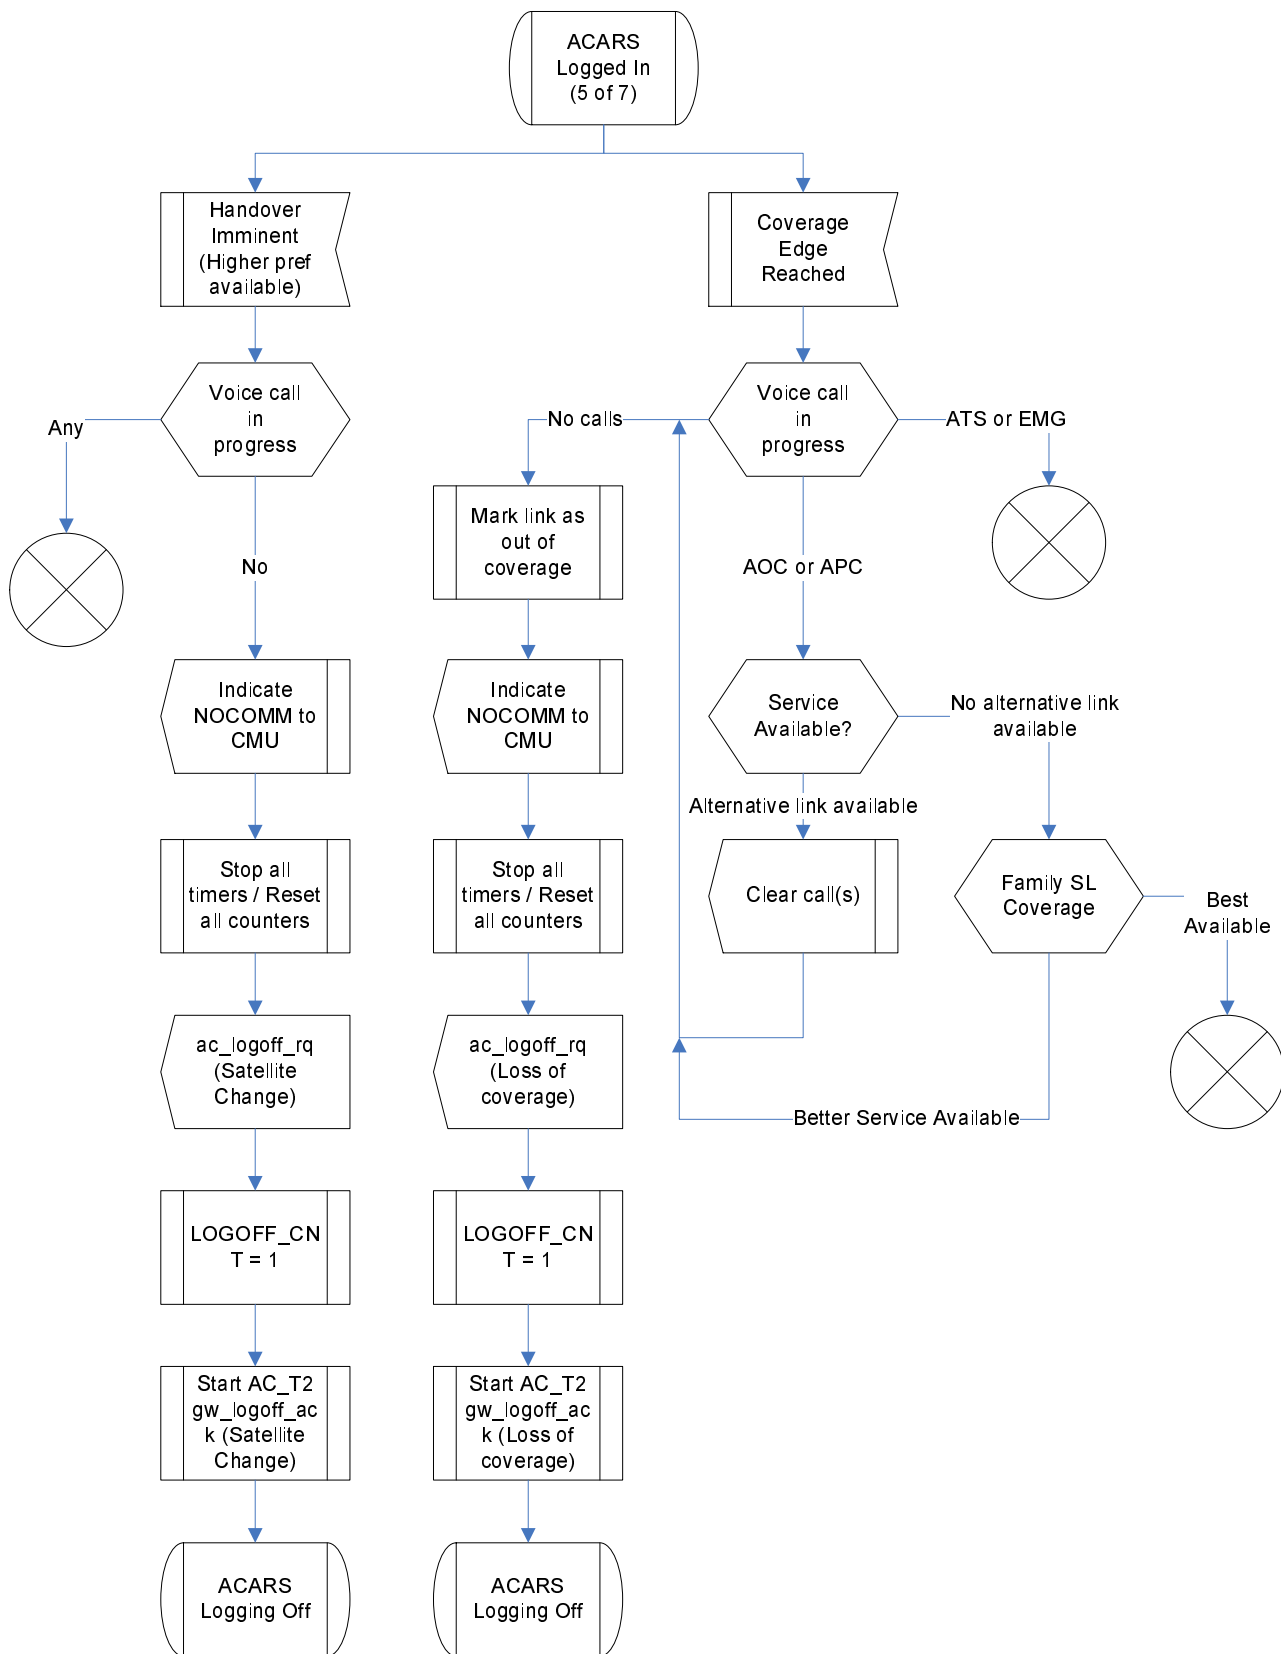 ACARS
Logged In
(5 of 7)
Handover
Imminent
(Higher pref
available)
Coverage
Edge
Reached
Voice call
in
progress
Any
No
Voice call
in
progress
No calls
ATS or EMG
AOC or APC
Mark link as
out of
coverage
Indicate
NOCOMM to
CMU
Indicate
NOCOMM to
CMU
Service
Available?
No alternative link
available
Alternative link available
Stop all
timers / Reset
all counters
Stop all
timers / Reset
all counters
Clear call(s)
Family SL
Coverage
Best
Available
ac_logoff_rq
(Satellite
Change)
ac_logoff_rq
(Loss of
coverage)
Better Service Available
LOGOFF_CN
T = 1
LOGOFF_CN
T = 1
Start AC_T2
gw_logoff_ac
k (Satellite
Change)
Start AC_T2
gw_logoff_ac
k (Loss of
coverage)
ACARS
Logging Off
ACARS
Logging Off